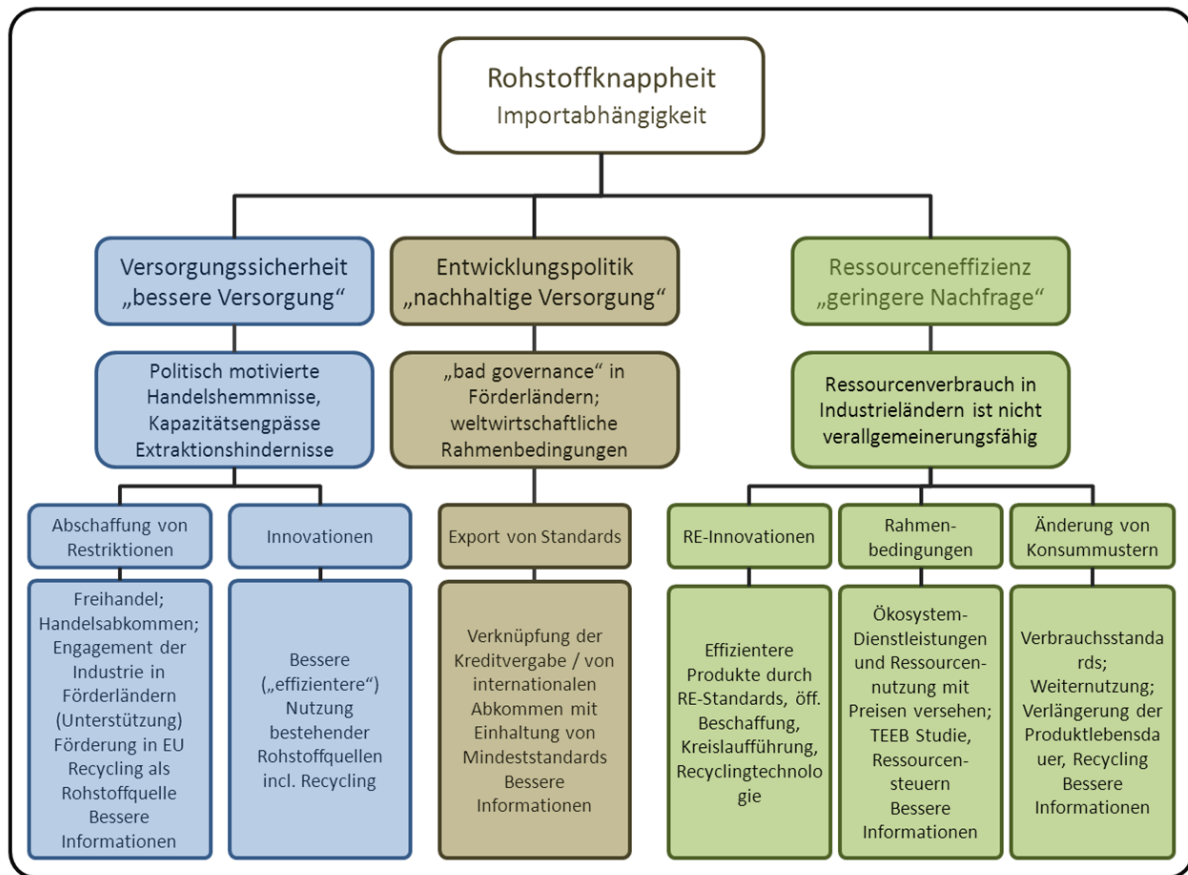 Rohstoffknappheit
Importabhängigkeit
Versorgungssicherheit
„bessere Versorgung“
Entwicklungspolitik
„nachhaltige Versorgung“
Ressourceneffizienz
„geringere Nachfrage“
Politisch motivierte
Handelshemmnisse,
Kapazitätsengpässe
Extraktionshindernisse
„bad governance“ in
Förderländern;
weltwirtschaftliche
Rahmenbedingungen
Ressourcenverbrauch in
Industrieländern ist nicht
verallgemeinerungsfähig
Abschaffung von
Restriktionen
Innovationen
Export von Standards
RE-Innovationen
Rahmen-
bedingungen
Änderung von
Konsummustern
Freihandel;
Handelsabkommen;
Engagement der
Industrie in
Förderländern
(Unterstützung)
Förderung in EU
Recycling als
Rohstoffquelle
Bessere
Informationen
Bessere
(„effizientere“)
Nutzung
bestehender
Rohstoffquellen
incl. Recycling
Verknüpfung der
Kreditvergabe / von
internationalen
Abkommen mit
Einhaltung von
Mindeststandards
Bessere
Informationen
Effizientere
Produkte durch
RE-Standards, öff.
Beschaffung,
Kreislaufführung,
Recyclingtechnolo
gie
Ökosystem-
Dienstleistungen
und Ressourcen-
nutzung mit
Preisen versehen;
TEEB Studie,
Ressourcen-
steuern
Bessere
Informationen
Verbrauchsstanda
rds;
Weiternutzung;
Verlängerung der
Produktlebensda
uer, Recycling
Bessere
Informationen